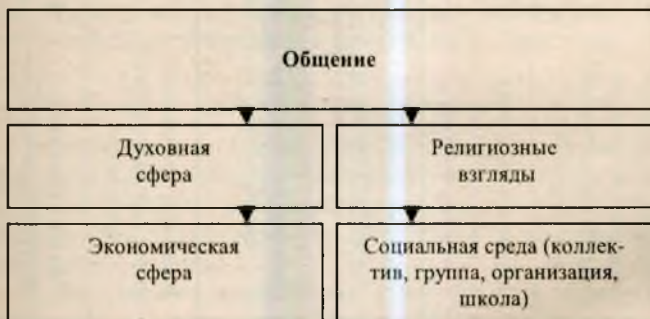 Общение
Духовная
сфера
Религиозные
взгляды
Экономическая
сфера
Социальная среда (коллек-
тив, группа, организация,
школа)